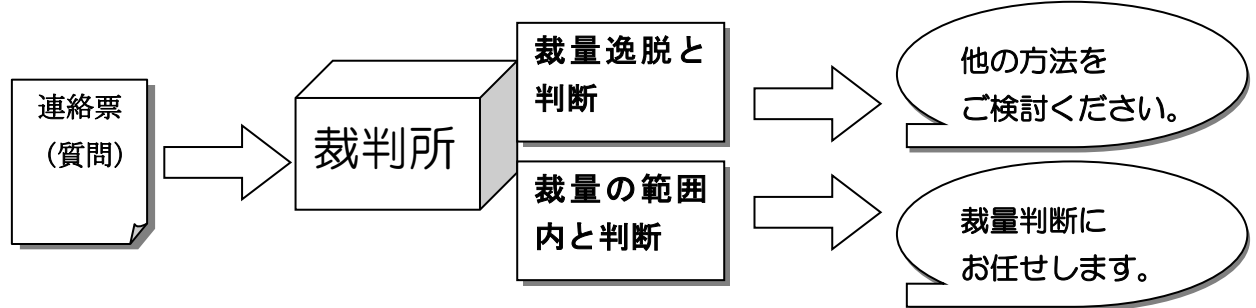 連絡票
（質問）
裁判所
裁量逸脱と
判断
裁量の範囲
内と判断
他の方法を
ご検討ください。
裁量判断に
お任せします。